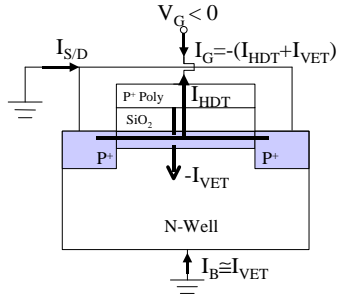 V_G < 0
I_S/D
I_G=-(I_HDT+I_VET)
P⁺ Poly
I_HDT
SiO₂
P⁺
P⁺
-I_VET
N-Well
I_B≅I_VET